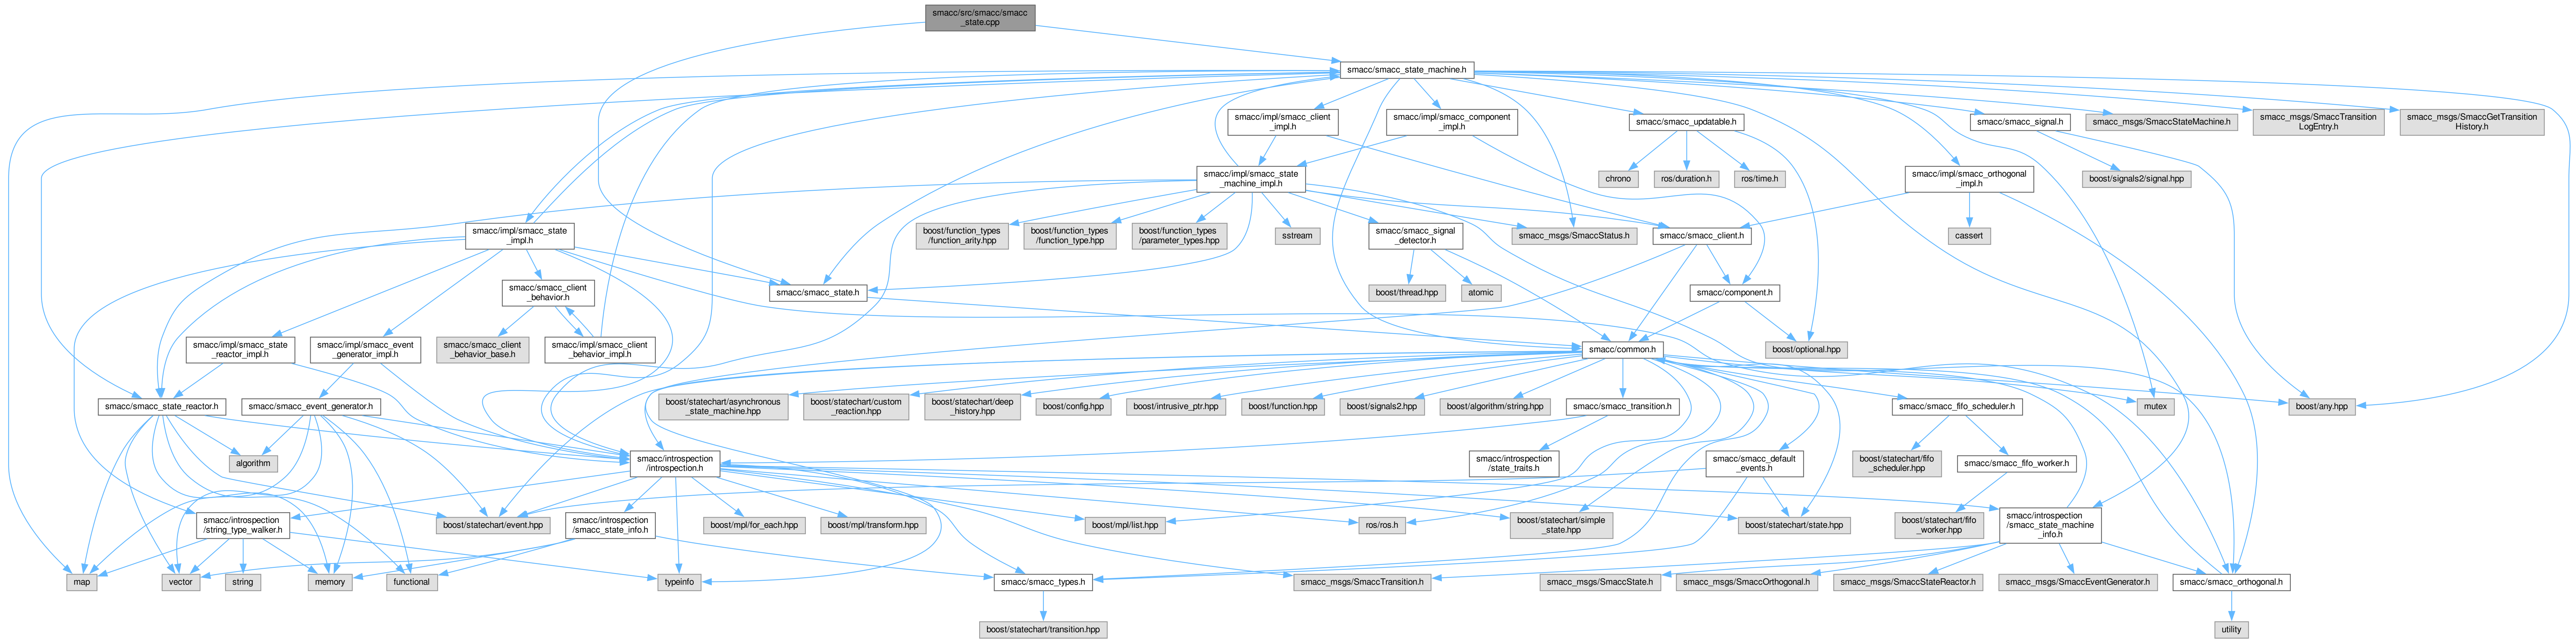 smacc/src/smacc/smacc
_state.cpp
smacc/smacc_state_machine.h
smacc/impl/smacc_client
_impl.h
smacc/impl/smacc_component
_impl.h
smacc/smacc_updatable.h
smacc/smacc_signal.h
smacc_msgs/SmaccStateMachine.h
smacc_msgs/SmaccTransition
LogEntry.h
smacc_msgs/SmaccGetTransition
History.h
smacc/impl/smacc_state
_machine_impl.h
chrono
ros/duration.h
ros/time.h
smacc/impl/smacc_orthogonal
_impl.h
boost/signals2/signal.hpp
smacc/impl/smacc_state
_impl.h
boost/function_types
/function_arity.hpp
boost/function_types
/function_type.hpp
boost/function_types
/parameter_types.hpp
sstream
smacc/smacc_signal
_detector.h
smacc_msgs/SmaccStatus.h
smacc/smacc_client.h
cassert
smacc/smacc_client
_behavior.h
smacc/smacc_state.h
boost/thread.hpp
atomic
smacc/component.h
smacc/impl/smacc_state
_reactor_impl.h
smacc/impl/smacc_event
_generator_impl.h
smacc/smacc_client
_behavior_base.h
smacc/impl/smacc_client
_behavior_impl.h
smacc/common.h
boost/optional.hpp
smacc/smacc_state_reactor.h
smacc/smacc_event_generator.h
boost/statechart/asynchronous
_state_machine.hpp
boost/statechart/custom
_reaction.hpp
boost/statechart/deep
_history.hpp
boost/config.hpp
boost/intrusive_ptr.hpp
boost/function.hpp
boost/signals2.hpp
boost/algorithm/string.hpp
smacc/smacc_transition.h
smacc/smacc_fifo_scheduler.h
mutex
boost/any.hpp
algorithm
smacc/introspection
/introspection.h
smacc/introspection
/state_traits.h
smacc/smacc_default
_events.h
boost/statechart/fifo
_scheduler.hpp
smacc/smacc_fifo_worker.h
smacc/introspection
/string_type_walker.h
boost/statechart/event.hpp
smacc/introspection
/smacc_state_info.h
boost/mpl/for_each.hpp
boost/mpl/transform.hpp
boost/mpl/list.hpp
ros/ros.h
boost/statechart/simple
_state.hpp
boost/statechart/state.hpp
boost/statechart/fifo
_worker.hpp
smacc/introspection
/smacc_state_machine
_info.h
map
vector
string
memory
functional
typeinfo
smacc/smacc_types.h
smacc_msgs/SmaccTransition.h
smacc_msgs/SmaccState.h
smacc_msgs/SmaccOrthogonal.h
smacc_msgs/SmaccStateReactor.h
smacc_msgs/SmaccEventGenerator.h
smacc/smacc_orthogonal.h
boost/statechart/transition.hpp
utility